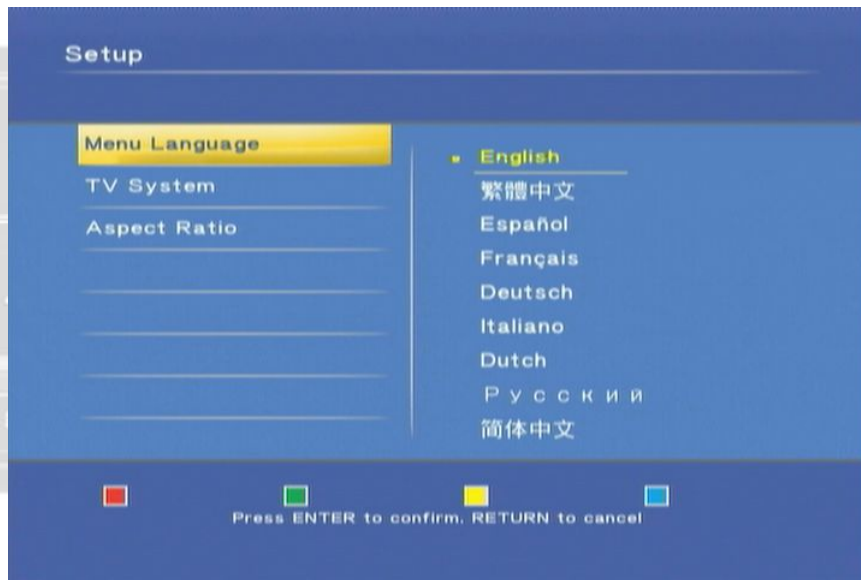 Setup
Menu Language
TV System
Aspect Ratio
English
繁體中文
Español
Français
Deutsch
Italiano
Dutch
Русский
简体中文
Press ENTER to confirm. RETURN to cancel